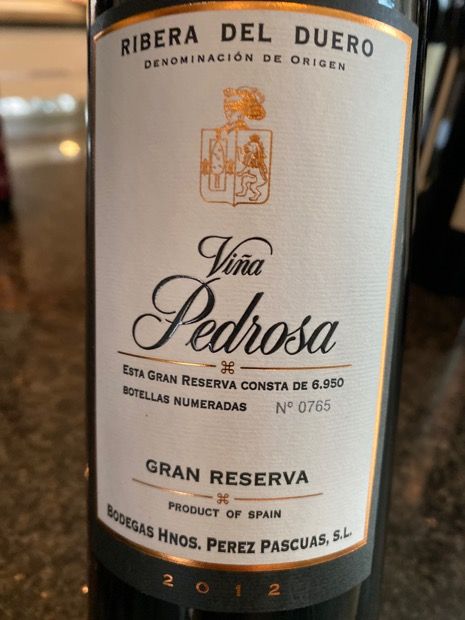 RIBERA DEL DUERO
DENOMINACIÓN DE ORIGEN
Viña
Pedrosa
ESTA GRAN RESERVA CONSTA DE 6.950
BOTELLAS NUMERADAS Nº 0765
GRAN RESERVA
PRODUCT OF SPAIN
BODEGAS HNOS. PEREZ PASCUAS, S.L.
2012